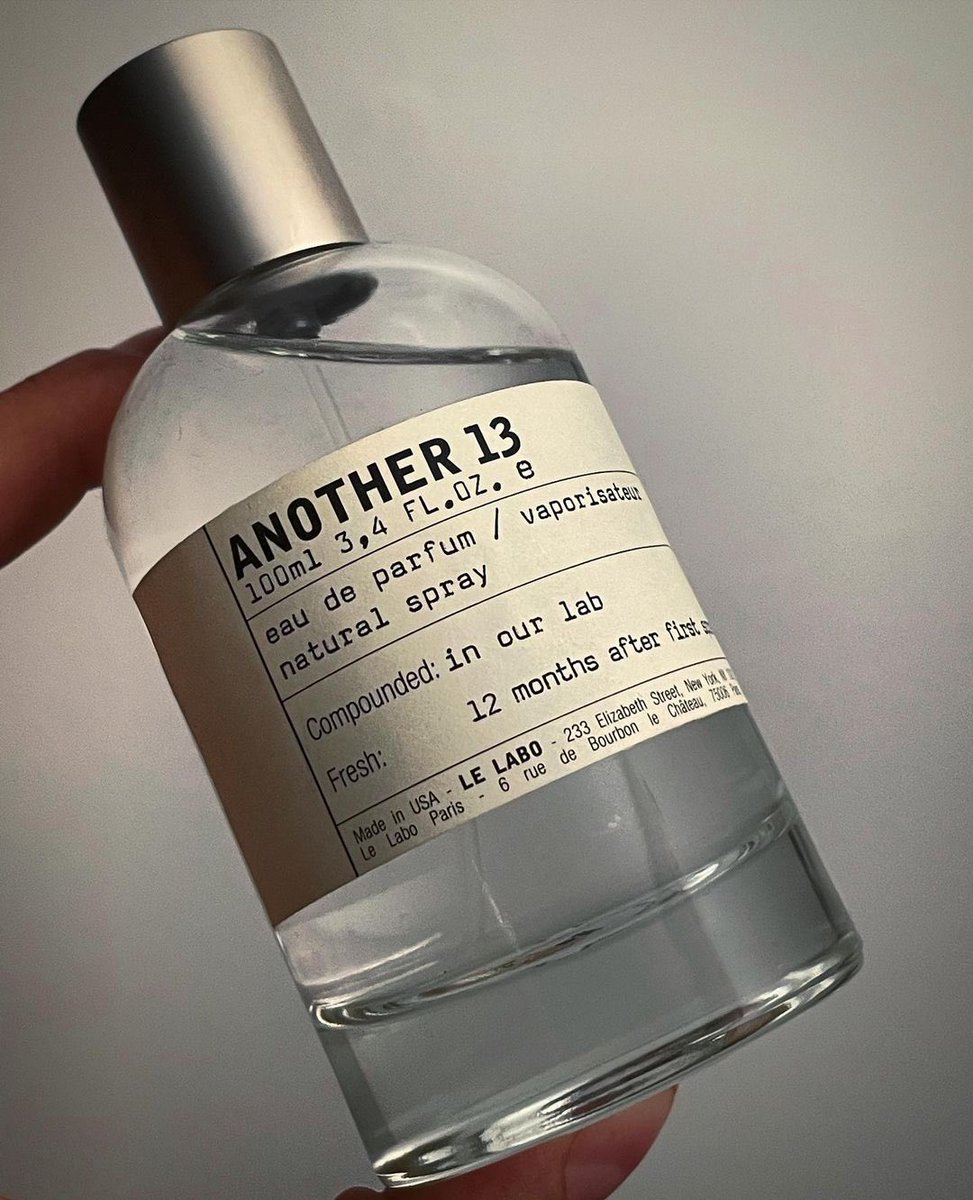 ANOTHER 13
100ml 3,4 FL.OZ. e
eau de parfum / vaporisateur
natural spray
Compounded: in our lab
Fresh: 12 months after first
Made in USA - LE LABO - 233 Elizabeth Street, New York,
Le Labo Paris - 6 rue de Bourbon le Château, 75006